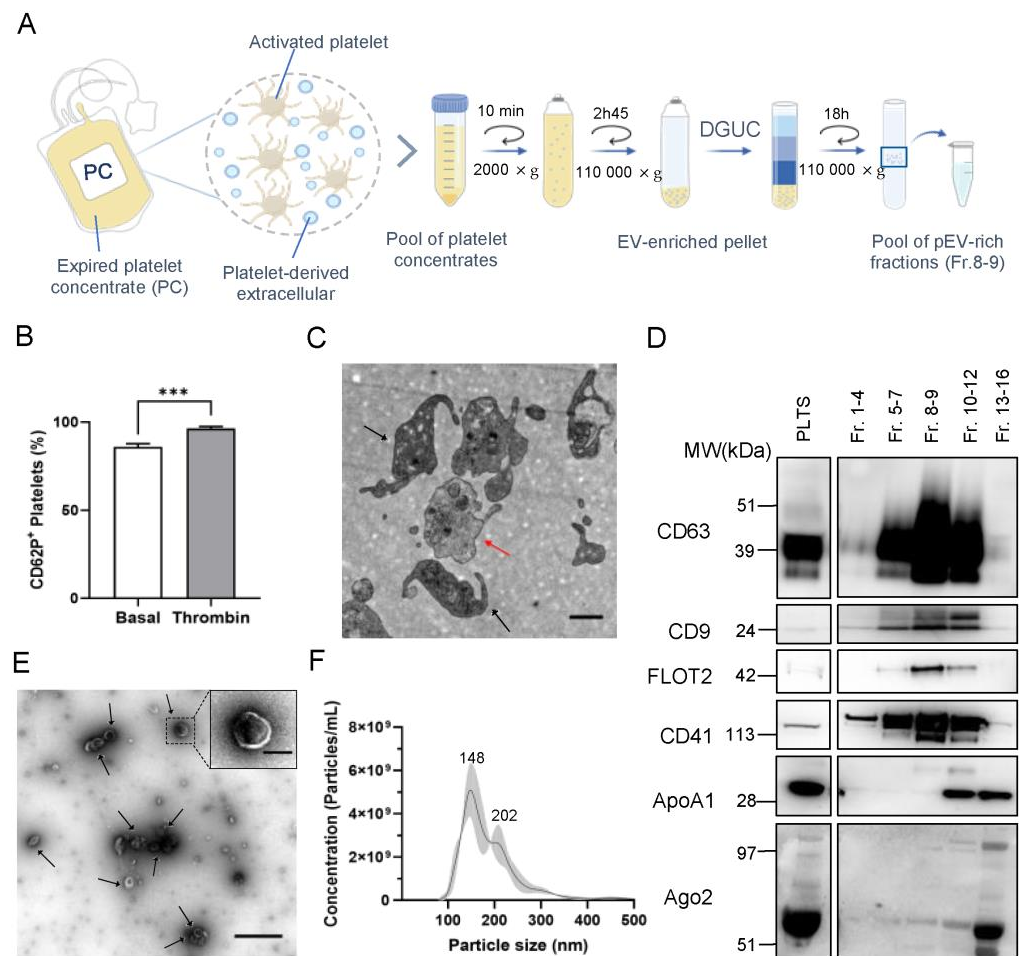 A
Activated platelet
PC
Expired platelet
concentrate (PC)
Platelet-derived
extracellular
10 min
2000 × g
2h45
110 000 × g
DGUC
18h
110 000 × g
Pool of platelet
concentrates
EV-enriched pellet
Pool of pEV-rich
fractions (Fr.8-9)
B
CD62P⁺ Platelets (%)
100
50
0
***
Basal
Thrombin
C
D
MW(kDa)
PLTS
Fr. 1-4
Fr. 5-7
Fr. 8-9
Fr. 10-12
Fr. 13-16
CD63
51
39
CD9
24
FLOT2
42
CD41
113
ApoA1
28
Ago2
97
51
E
F
Concentration (Particles/mL)
8×10⁹
6×10⁹
4×10⁹
2×10⁹
0
148
202
100
200
300
400
500
Particle size (nm)